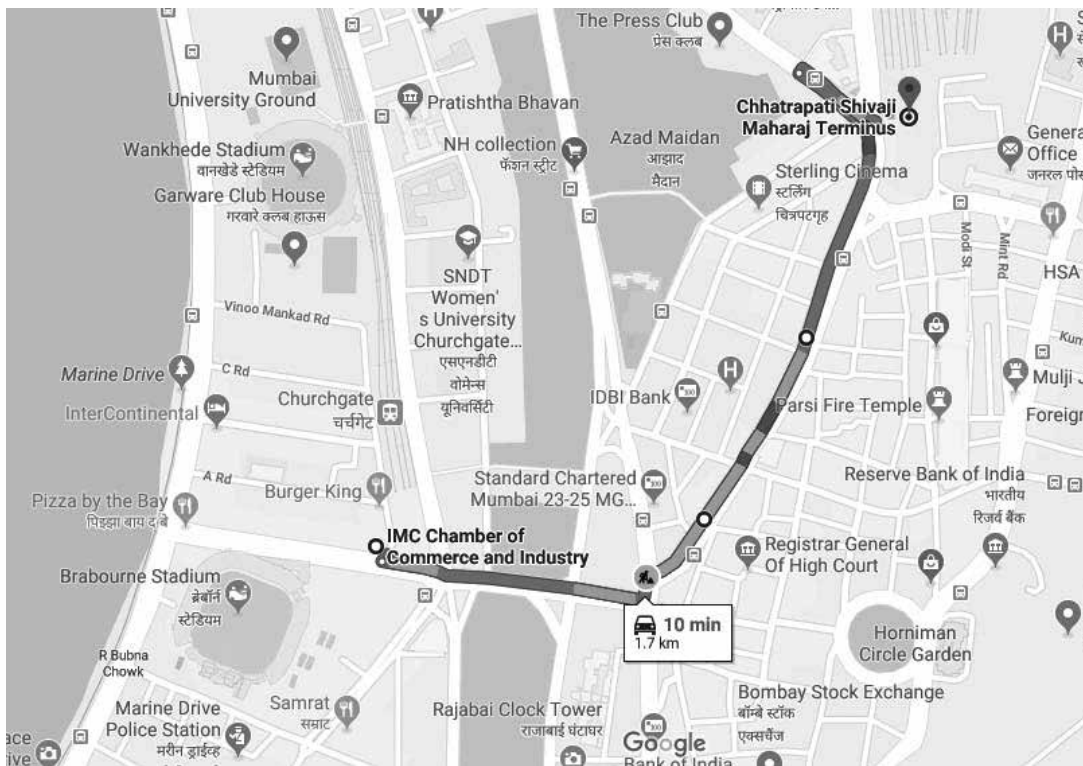 The Press Club
प्रेस क्लब
Mumbai
University Ground
Pratishtha Bhavan
Chhatrapati Shivaji
Maharaj Terminus
Azad Maidan
आझाद
मैदान
NH collection
फॅशन स्ट्रीट
General
Office
जनरल पोस
Wankhede Stadium
वानखेडे स्टेडियम
Garware Club House
गरवारे क्लब हाऊस
Sterling Cinema
स्टर्लिंग
चित्रपटगृह
Modi St
Mint Rd
HSA
SNDT
Women'
s University
Churchgate...
एसएनडीटी
वोमेन्स
यूनिवर्सिटी
Vinoo Mankad Rd
Kum
Marine Drive
C Rd
Mulji J
InterContinental
Churchgate
चर्चगेट
IDBI Bank
Parsi Fire Temple
Foreign
A Rd
Burger King
Standard Chartered
Mumbai 23-25 MG...
Reserve Bank of India
भारतीय
रिजर्व बैंक
Pizza by the Bay
पिझ्झा बाय द बे
IMC Chamber of
Commerce and Industry
Registrar General
Of High Court
Brabourne Stadium
ब्रेबॉर्न
स्टेडियम
10 min
1.7 km
Horniman
Circle Garden
R Bubna
Chowk
Samrat
सम्राट
Rajabai Clock Tower
राजाबाई घंटाघर
Bombay Stock Exchange
बॉम्बे स्टॉक
एक्सचेंज
Marine Drive
Police Station
मरीन ड्राईव्ह
Google
Bank of India
ace
rive